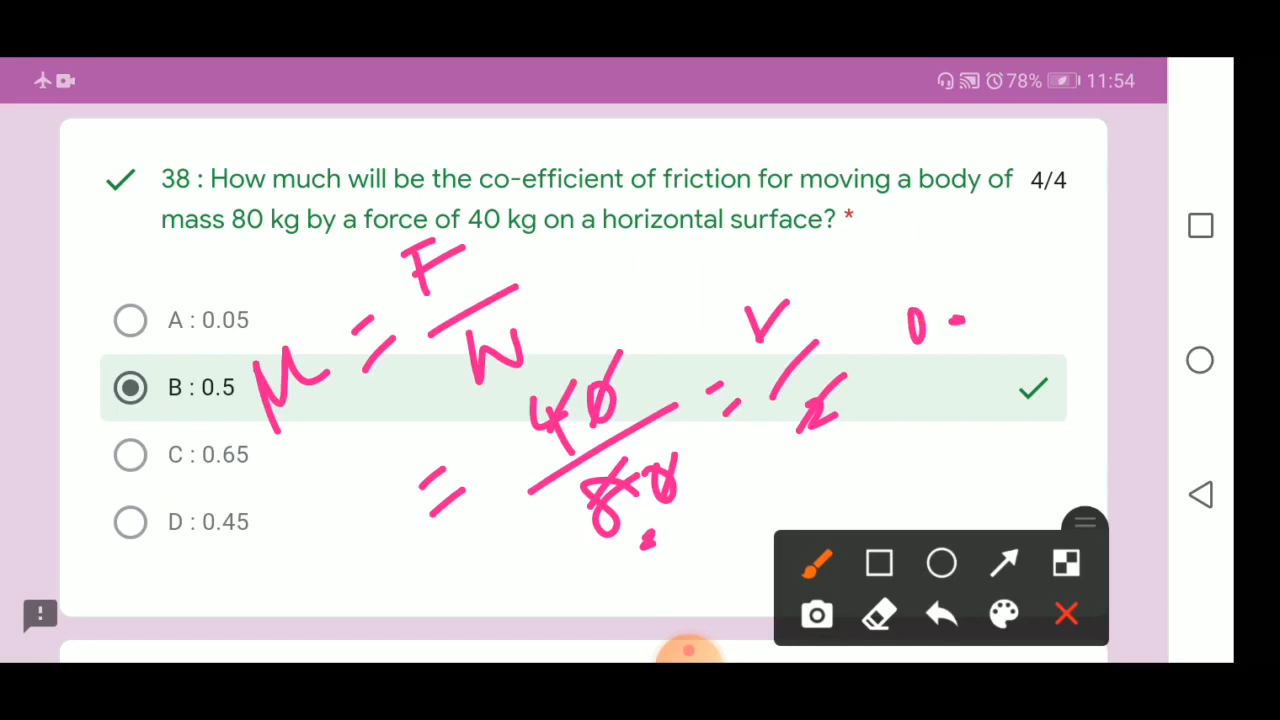 78% 11:54
38 : How much will be the co-efficient of friction for moving a body of 4/4
mass 80 kg by a force of 40 kg on a horizontal surface? *
A : 0.05
B : 0.5
C : 0.65
D : 0.45
μ = F/W
= 40/80 = 1/2 0.